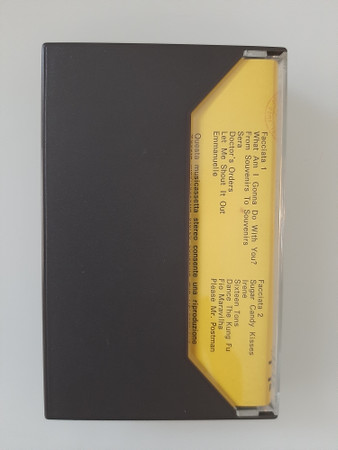 Facciata 1
What Am I Gonna Do With You?
From Souvenirs To Souvenirs
Sera
Doctor's Orders
Let Me Shout It Out
Emmanuelle
Facciata 2
Sugar Candy Kisses
Irene
Sixteen Tons
Dance The Kung Fu
Fio Maravilha
Please Mr. Postman
Questa musicassetta stereo consente una riproduzione